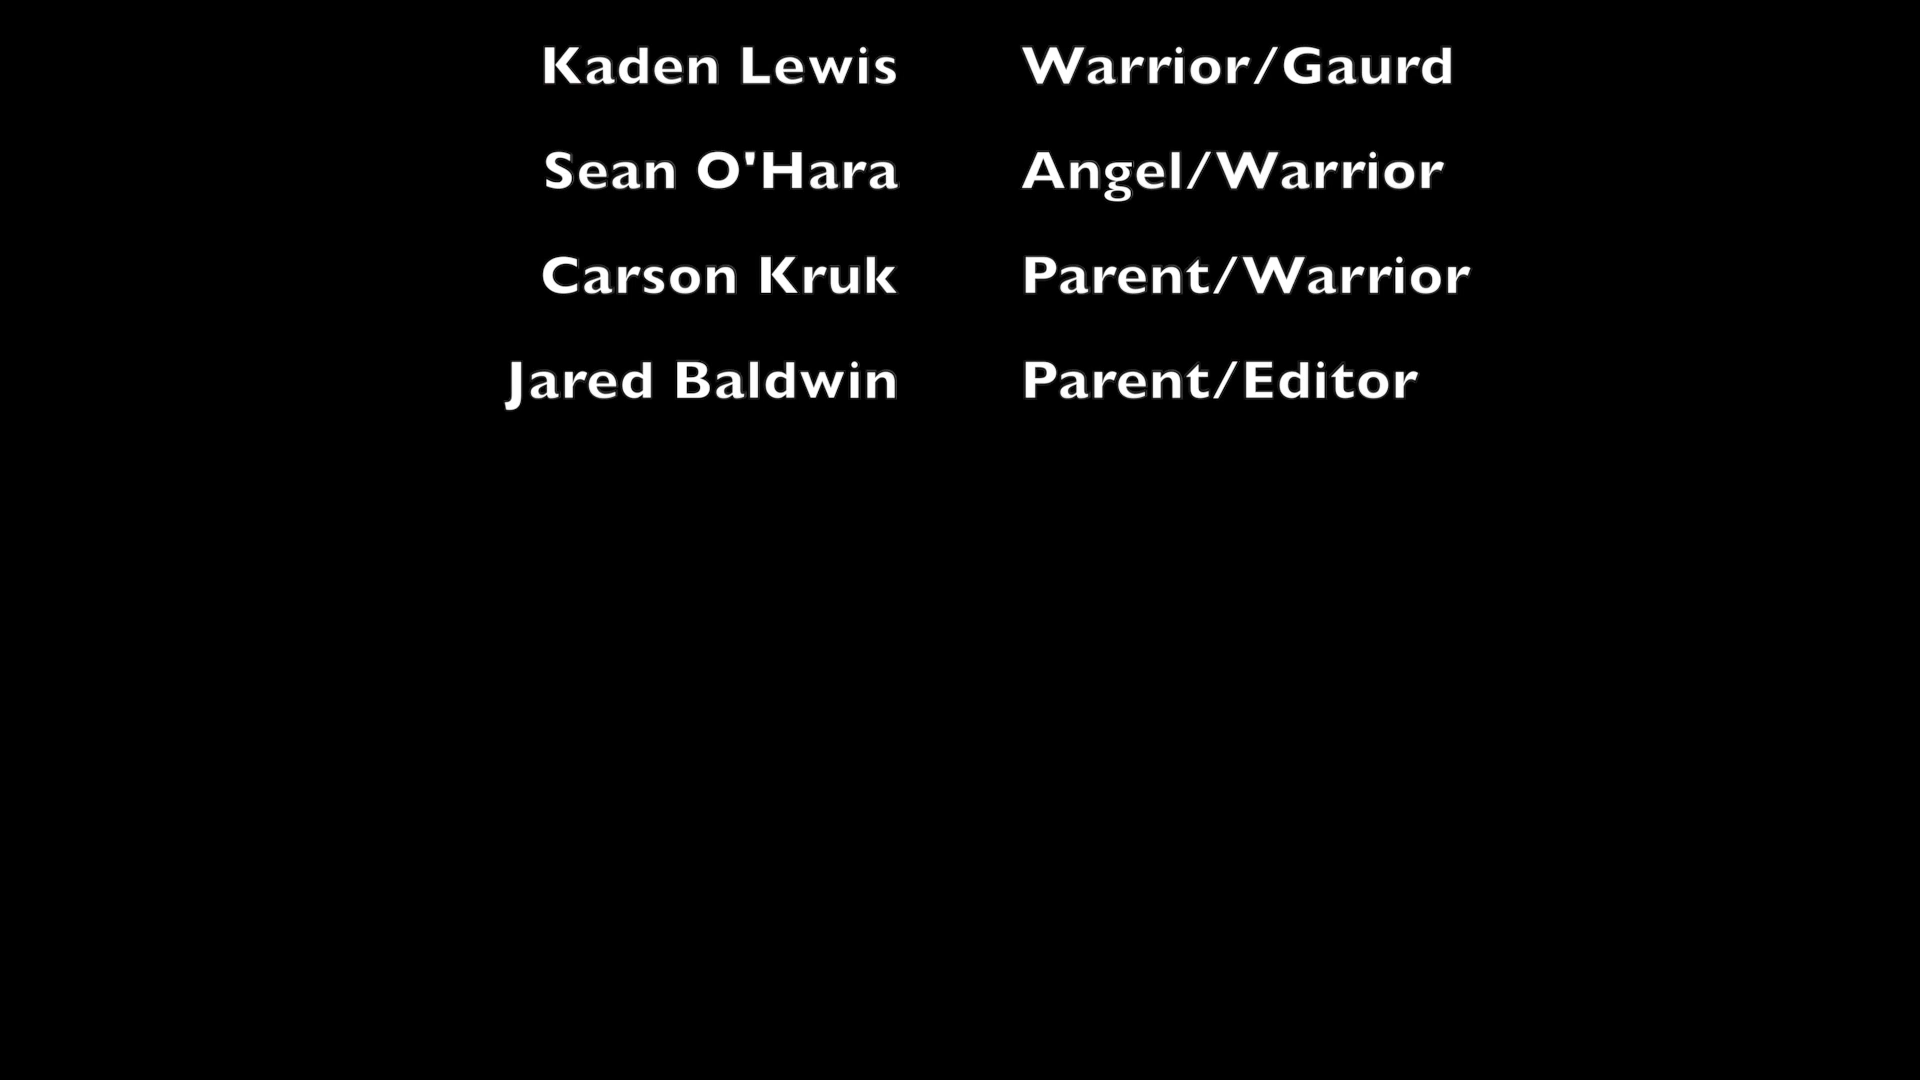 Kaden Lewis Warrior/Gaurd
Sean O'Hara Angel/Warrior
Carson Kruk Parent/Warrior
Jared Baldwin Parent/Editor